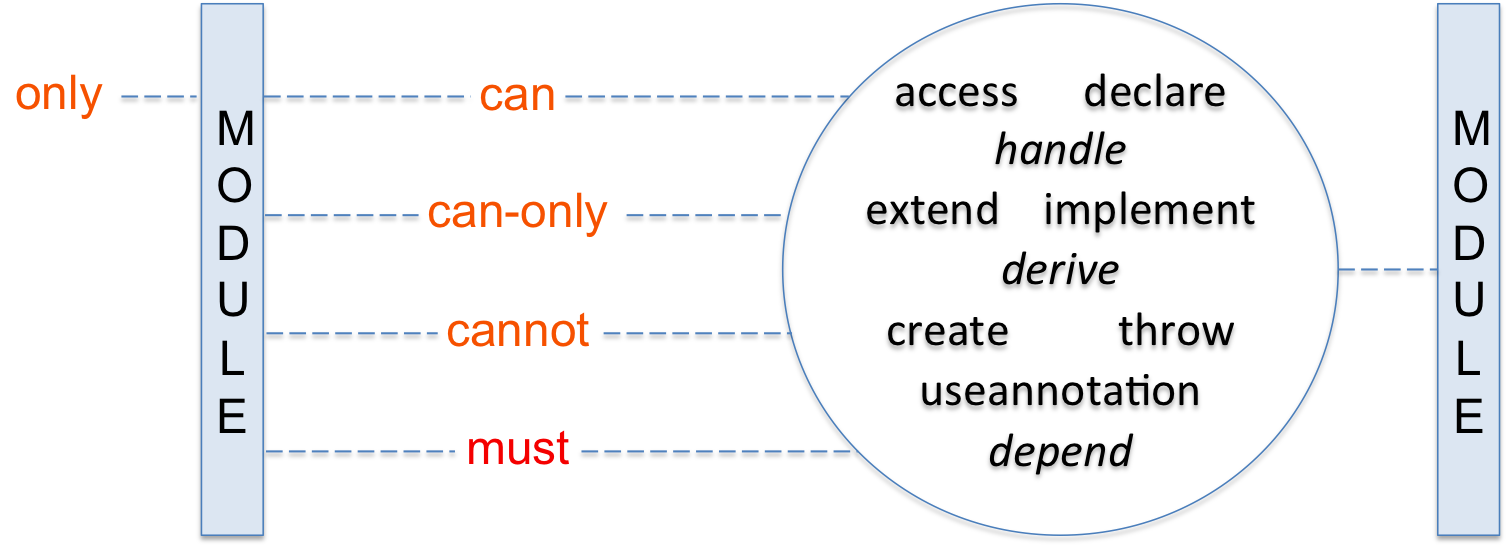 only
MODULE
can
can-only
cannot
must
access declare
handle
extend implement
derive
create throw
useannotation
depend
MODULE